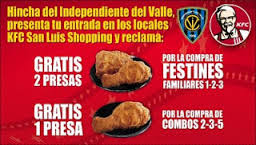 Hincha del Independiente del Valle,
presenta tu entrada en los locales
KFC San Luis Shopping y reclama:
KFC
GRATIS
2 PRESAS
POR LA COMPRA DE
FESTINES
FAMILIARES 1-2-3
GRATIS
1 PRESA
POR LA COMPRA DE
COMBOS 2-3-5